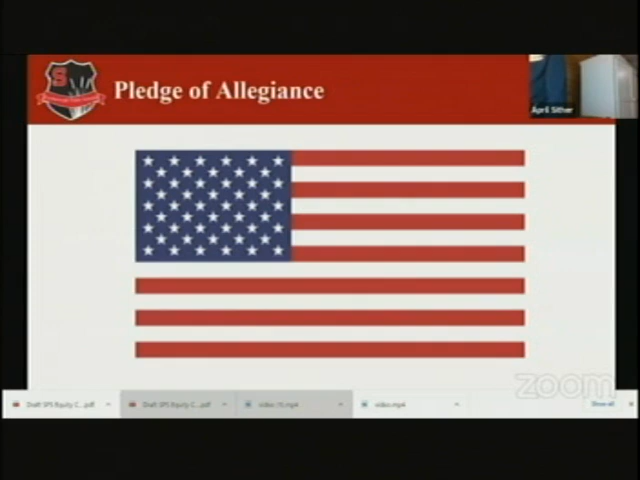 S
Pledge of Allegiance
April Sither
zoom
Draft SPS Equity C....pdf
Draft SPS Equity C....pdf
video.mp4
Show all